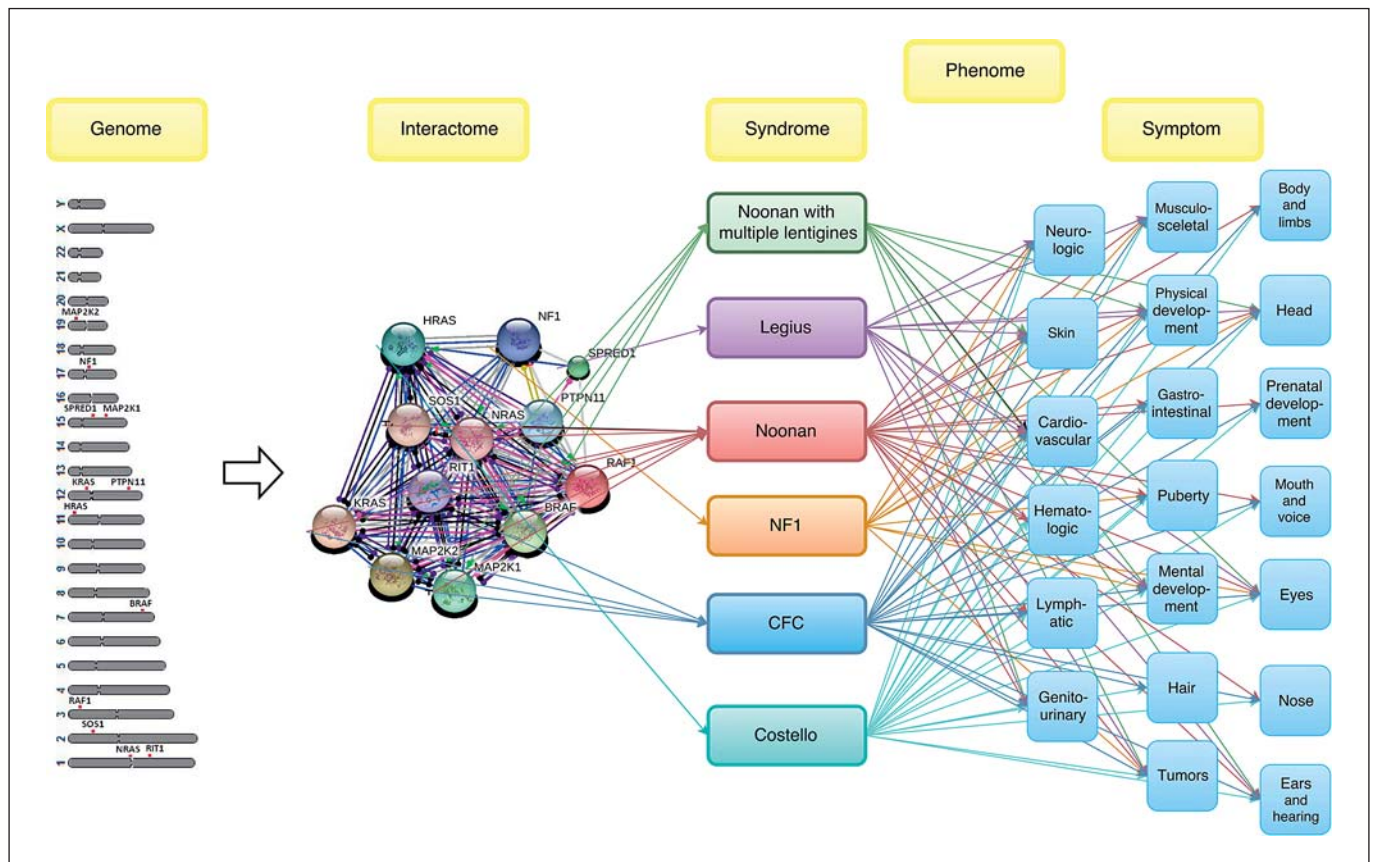 Phenome
Genome
Interactome
Syndrome
Symptom
Y
X
22
21
20
MAP2K2
19
18
NF1
17
16
SPRED1 MAP2K1
15
14
13
KRAS PTPN11
12
HRAS
11
10
9
8
BRAF
7
6
5
4
RAF1
3
SOS1
2
NRAS RIT1
1
HRAS
NF1
SPRED1
SOS1
NRAS
PTPN11
RIT1
RAF1
KRAS
BRAF
MAP2K2
MAP2K1
Noonan with
multiple lentigines
Legius
Noonan
NF1
CFC
Costello
Neuro-
logic
Skin
Cardio-
vascular
Hemato-
logic
Lymph-
atic
Genito-
urinary
Musculo-
sceletal
Physical
develop-
ment
Gastro-
intestinal
Puberty
Mental
develop-
ment
Hair
Tumors
Body
and
limbs
Head
Prenatal
develop-
ment
Mouth
and
voice
Eyes
Nose
Ears
and
hearing